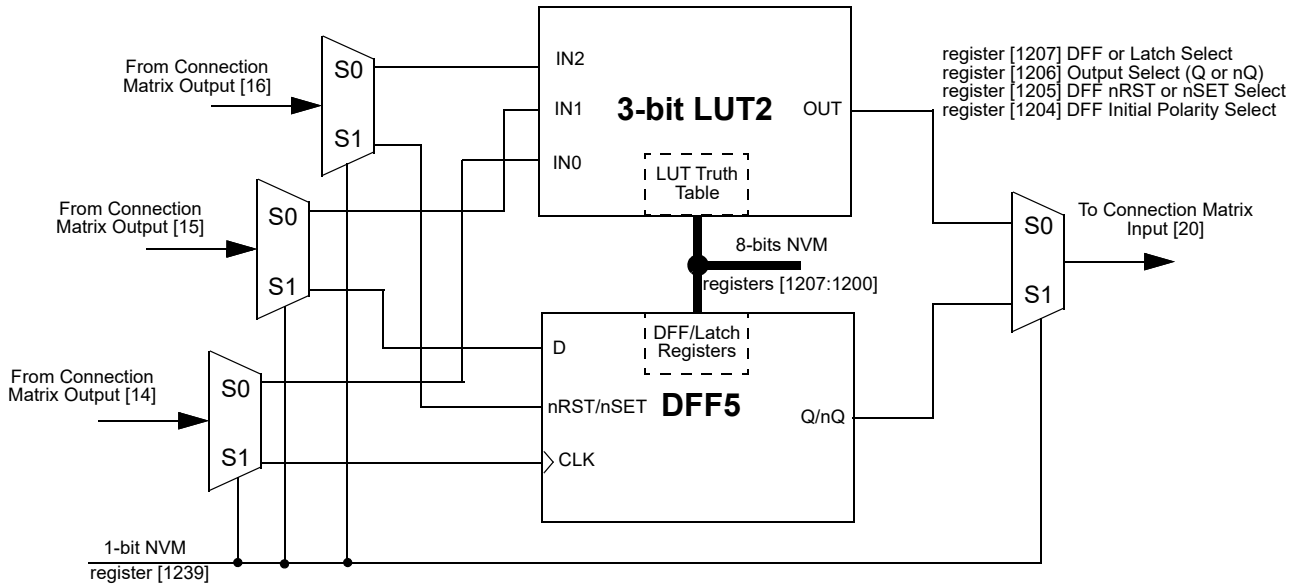 From Connection
Matrix Output [16]
S0
S1
From Connection
Matrix Output [15]
S0
S1
From Connection
Matrix Output [14]
S0
S1
1-bit NVM
register [1239]
IN2
IN1
IN0
3-bit LUT2
OUT
LUT Truth
Table
8-bits NVM
registers [1207:1200]
DFF/Latch
Registers
D
nRST/nSET
CLK
DFF5
Q/nQ
register [1207] DFF or Latch Select
register [1206] Output Select (Q or nQ)
register [1205] DFF nRST or nSET Select
register [1204] DFF Initial Polarity Select
S0
S1
To Connection Matrix
Input [20]